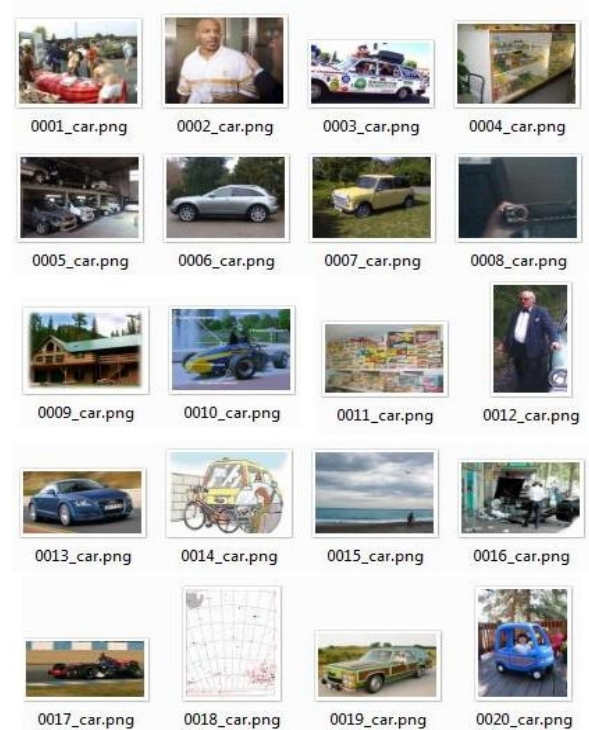 0001_car.png 0002_car.png 0003_car.png 0004_car.png
0005_car.png 0006_car.png 0007_car.png 0008_car.png
0009_car.png 0010_car.png 0011_car.png 0012_car.png
0013_car.png 0014_car.png 0015_car.png 0016_car.png
0017_car.png 0018_car.png 0019_car.png 0020_car.png